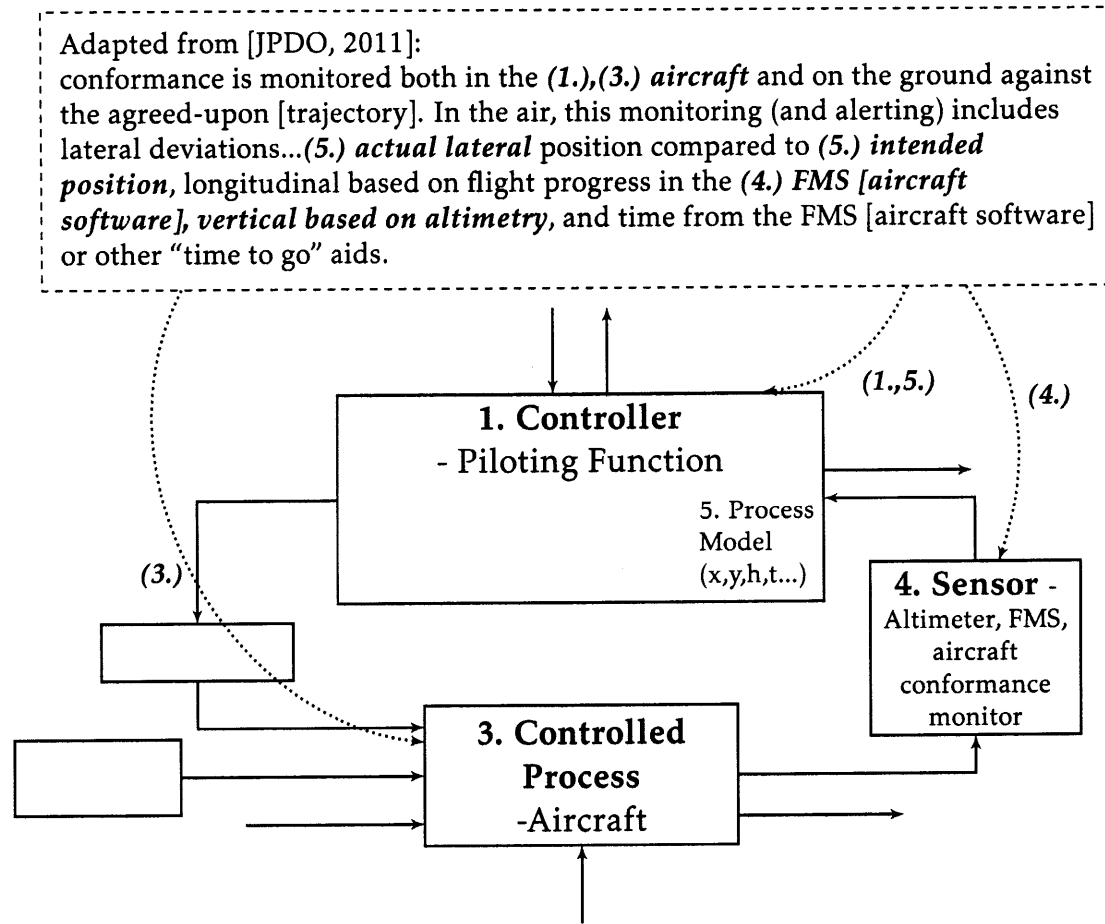 Adapted from [JPDO, 2011]:
conformance is monitored both in the (1.),(3.) aircraft and on the ground against
the agreed-upon [trajectory]. In the air, this monitoring (and alerting) includes
lateral deviations...(5.) actual lateral position compared to (5.) intended
position, longitudinal based on flight progress in the (4.) FMS [aircraft
software], vertical based on altimetry, and time from the FMS [aircraft software]
or other “time to go” aids.
(1.,5.)
(4.)
1. Controller
- Piloting Function
5. Process
Model
(x,y,h,t...)
(3.)
4. Sensor -
Altimeter, FMS,
aircraft
conformance
monitor
3. Controlled
Process
-Aircraft